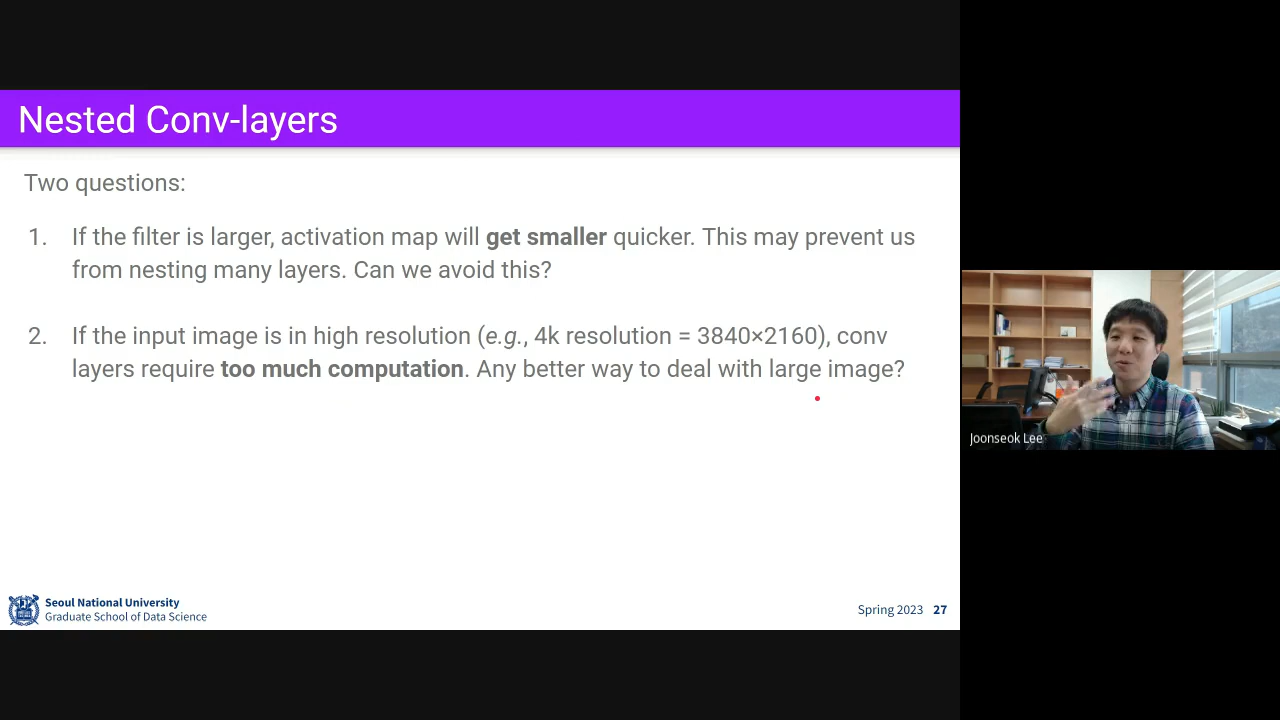 Nested Conv-layers
Two questions:
1. If the filter is larger, activation map will get smaller quicker. This may prevent us
from nesting many layers. Can we avoid this?
2. If the input image is in high resolution (e.g., 4k resolution = 3840×2160), conv
layers require too much computation. Any better way to deal with large image?
Joonseok Lee
Seoul National University
Graduate School of Data Science
Spring 2023 27